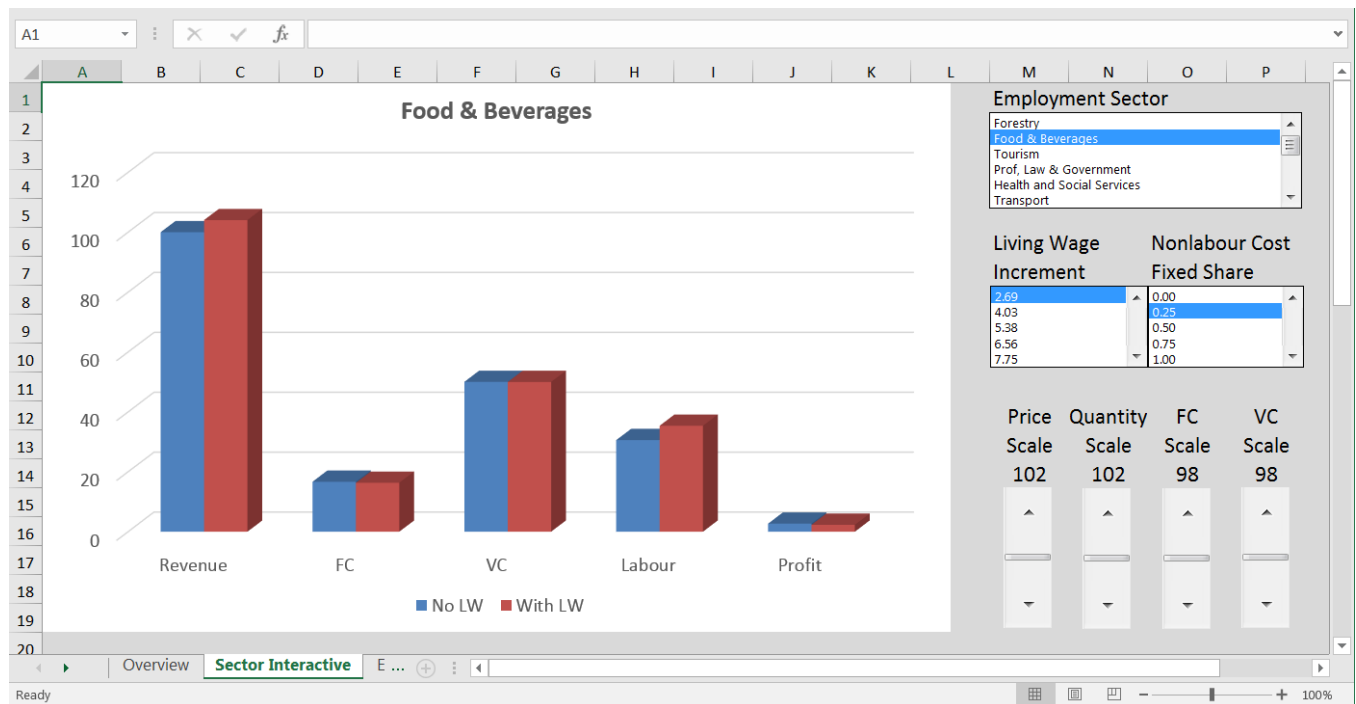 A1
fx
A B C D E F G H I J K L M N O P
1
2
3
4
5
6
7
8
9
10
11
12
13
14
15
16
17
18
19
20
Food & Beverages
120
100
80
60
40
20
0
Revenue FC VC Labour Profit
No LW With LW
Employment Sector
Forestry
Food & Beverages
Tourism
Prof, Law & Government
Health and Social Services
Transport
Living Wage
Increment
2.69
4.03
5.38
6.56
7.75
Nonlabour Cost
Fixed Share
0.00
0.25
0.50
0.75
1.00
Price Quantity FC VC
Scale Scale Scale Scale
102 102 98 98
Overview Sector Interactive E ...
Ready 100%